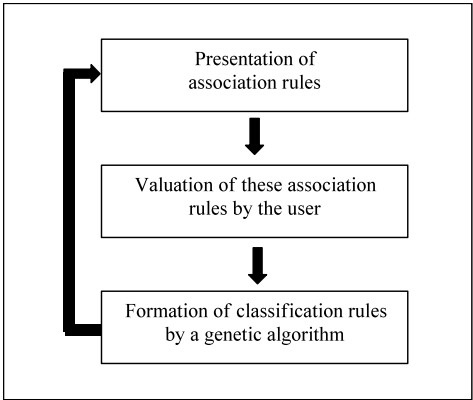 Presentation of
association rules
Valuation of these association
rules by the user
Formation of classification rules
by a genetic algorithm